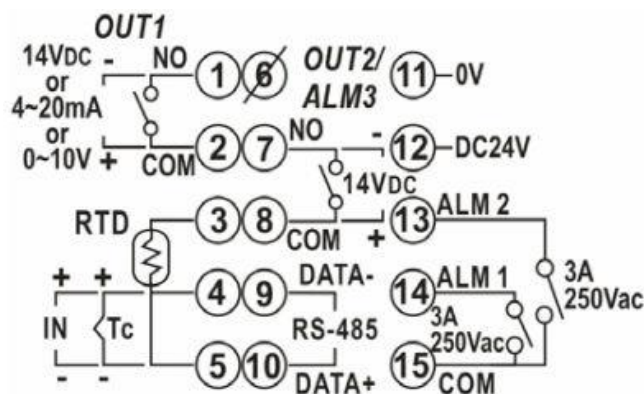 OUT1
14VDC - NO 1 6 OUT2/ 11 0V
or ALM3
4~20mA
or NO -
0~10V + COM 2 7 12 DC24V
14VDC
RTD 3 8 COM + 13 ALM 2
+ + DATA- ALM 1 3A
4 9 14 250Vac
IN Tc RS-485 3A
250Vac
- - 5 10 DATA+ 15 COM